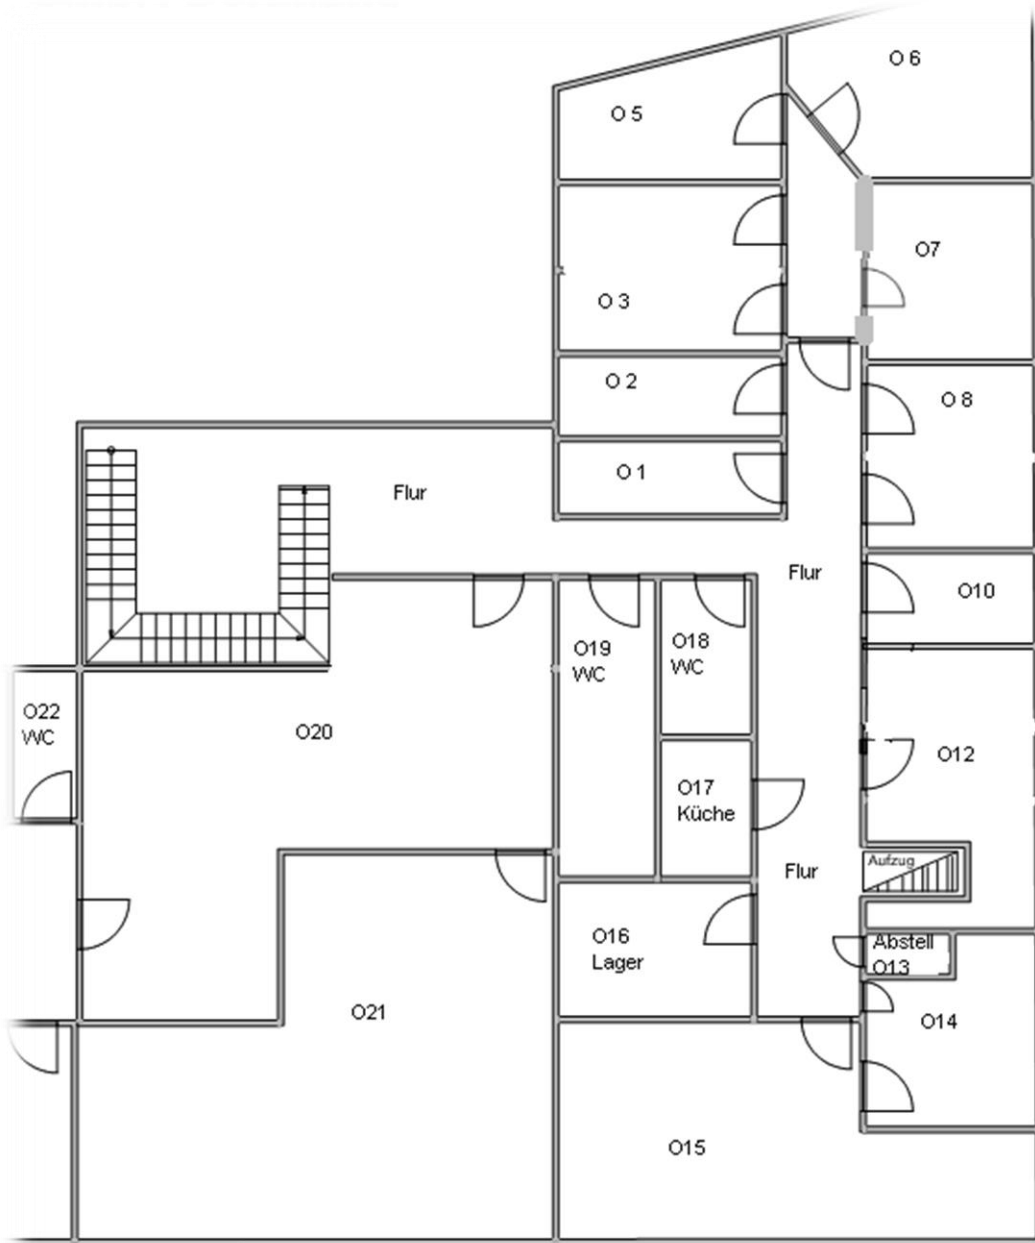 O 6
O 5
O7
O 3
O 2
O 8
O 1
Flur
Flur
O10
O19
WC
O18
WC
O22
WC
O20
O12
O17
Küche
Aufzug
Flur
O16
Lager
Abstell
O13
O21
O14
O15